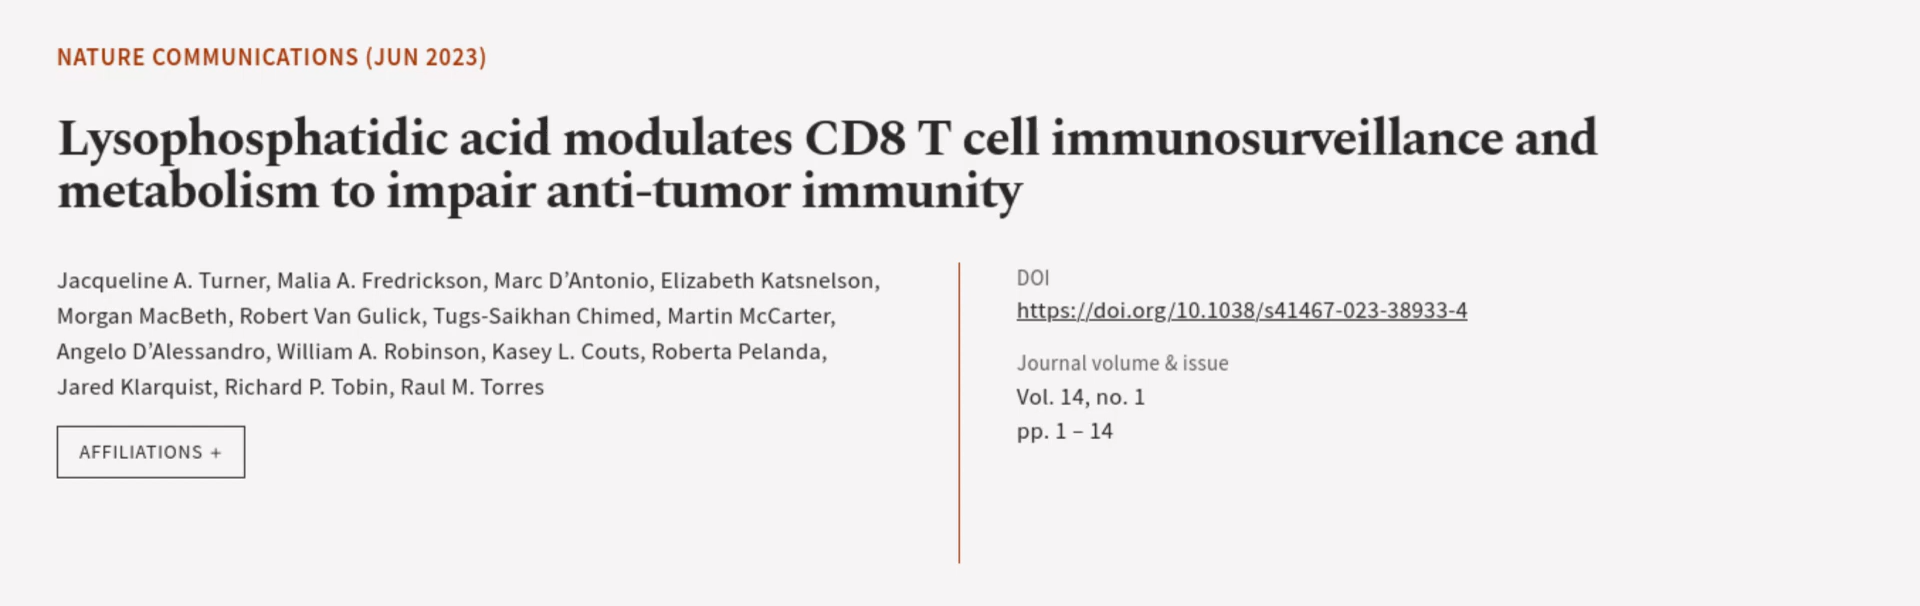 NATURE COMMUNICATIONS (JUN 2023)
Lysophosphatidic acid modulates CD8 T cell immunosurveillance and
metabolism to impair anti-tumor immunity
Jacqueline A. Turner, Malia A. Fredrickson, Marc D’Antonio, Elizabeth Katsnelson,
Morgan MacBeth, Robert Van Gulick, Tugs-Saikhan Chimed, Martin McCarter,
Angelo D’Alessandro, William A. Robinson, Kasey L. Couts, Roberta Pelanda,
Jared Klarquist, Richard P. Tobin, Raul M. Torres
AFFILIATIONS +
DOI
https://doi.org/10.1038/s41467-023-38933-4
Journal volume & issue
Vol. 14, no. 1
pp. 1 – 14